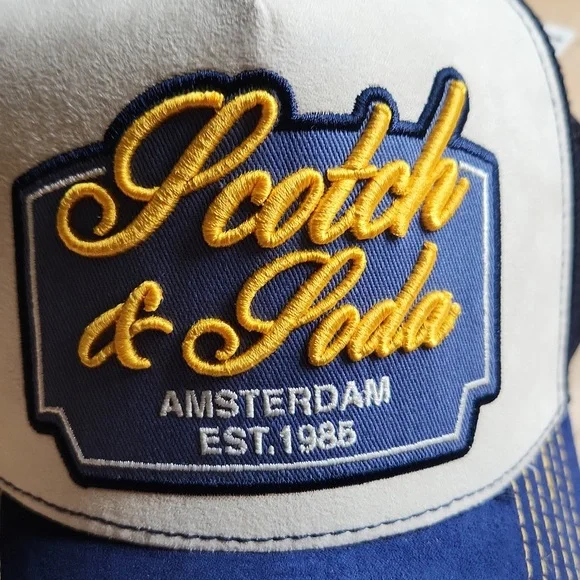 Scotch
& Soda
AMSTERDAM
EST.1985